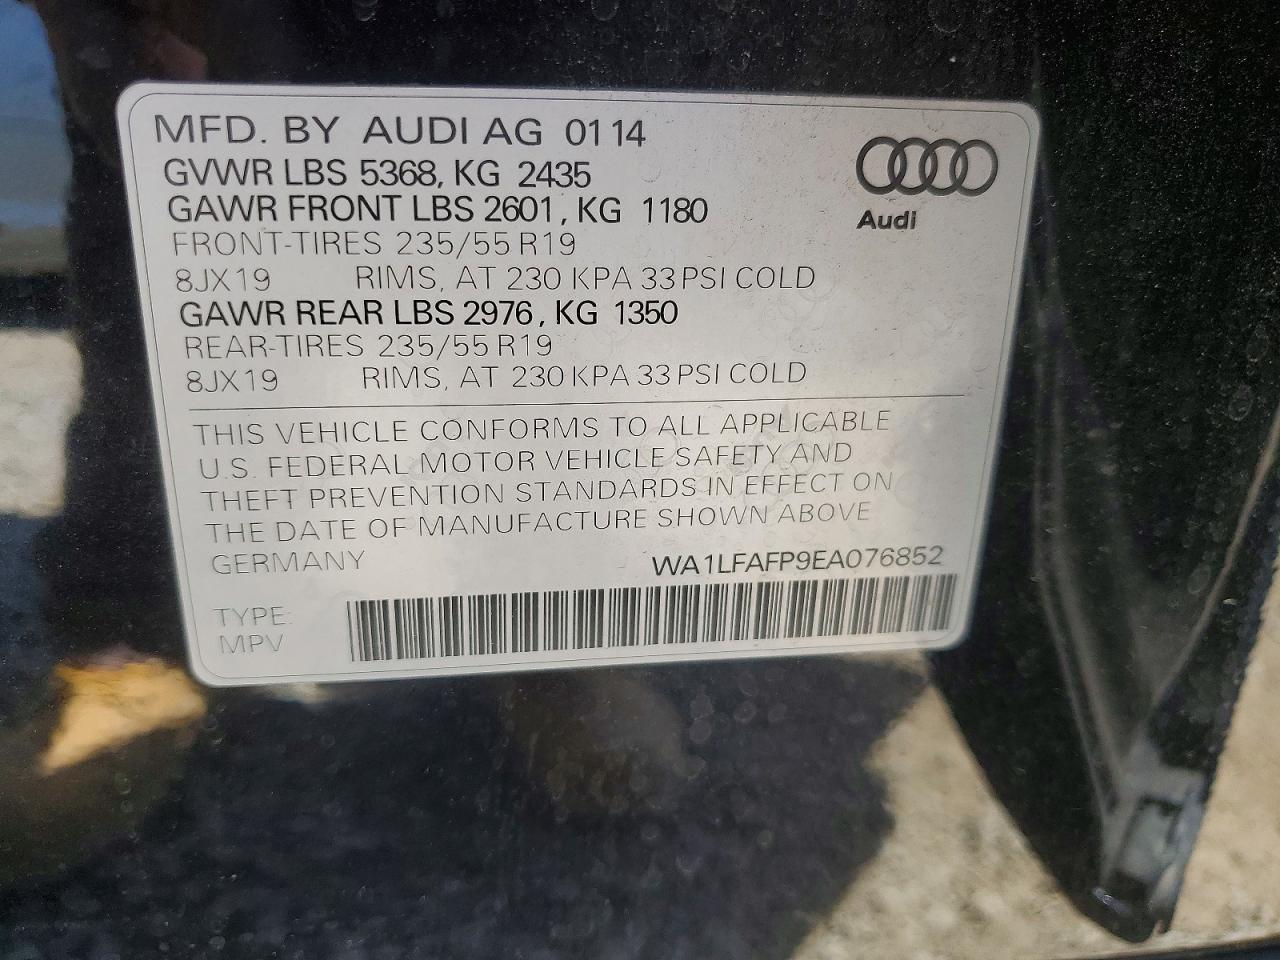 MFD. BY AUDI AG 01 14
GVWR LBS 5368, KG 2435
GAWR FRONT LBS 2601, KG 1180
FRONT-TIRES 235/55 R19
8JX19 RIMS, AT 230 KPA 33 PSI COLD
GAWR REAR LBS 2976, KG 1350
REAR-TIRES 235/55 R19
8JX19 RIMS, AT 230 KPA 33 PSI COLD
Audi
THIS VEHICLE CONFORMS TO ALL APPLICABLE
U.S. FEDERAL MOTOR VEHICLE SAFETY AND
THEFT PREVENTION STANDARDS IN EFFECT ON
THE DATE OF MANUFACTURE SHOWN ABOVE
GERMANY WA1LFAFP9EA076852
TYPE:
MPV